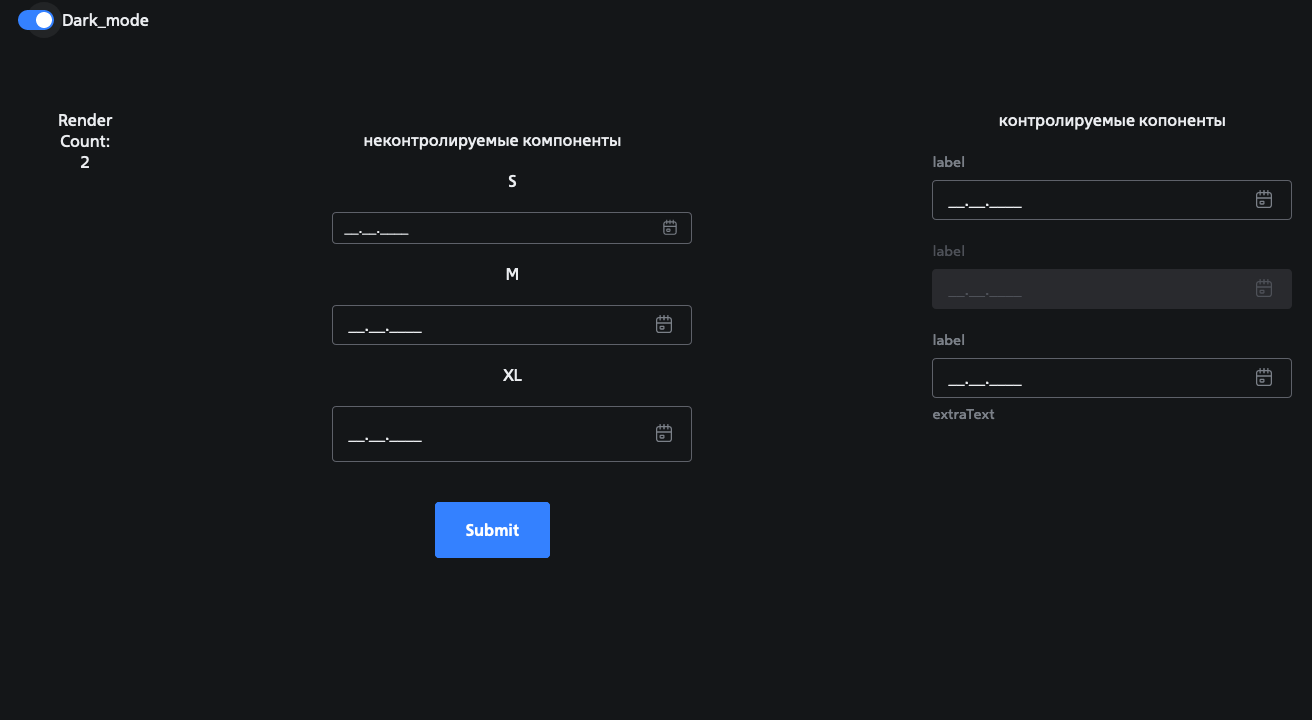 Dark_mode
Render
Count:
2
неконтролируемые компоненты
S
__.__.____
M
__.__.____
XL
__.__.____
Submit
контролируемые копоненты
label
__.__.____
label
__.__.____
label
__.__.____
extraText